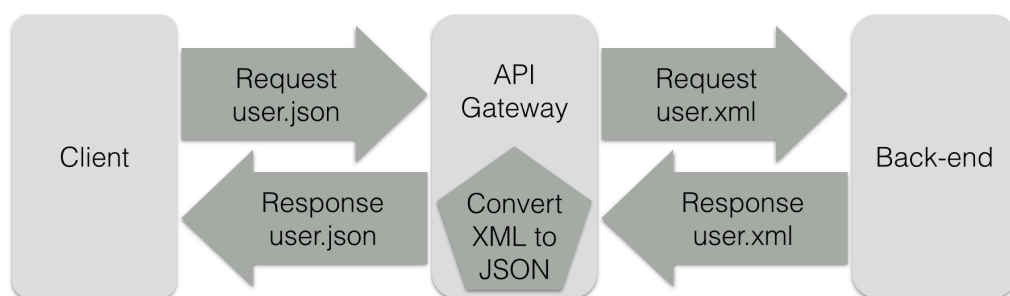 Client
Request
user.json
Response
user.json
API
Gateway
Convert
XML to
JSON
Request
user.xml
Response
user.xml
Back-end